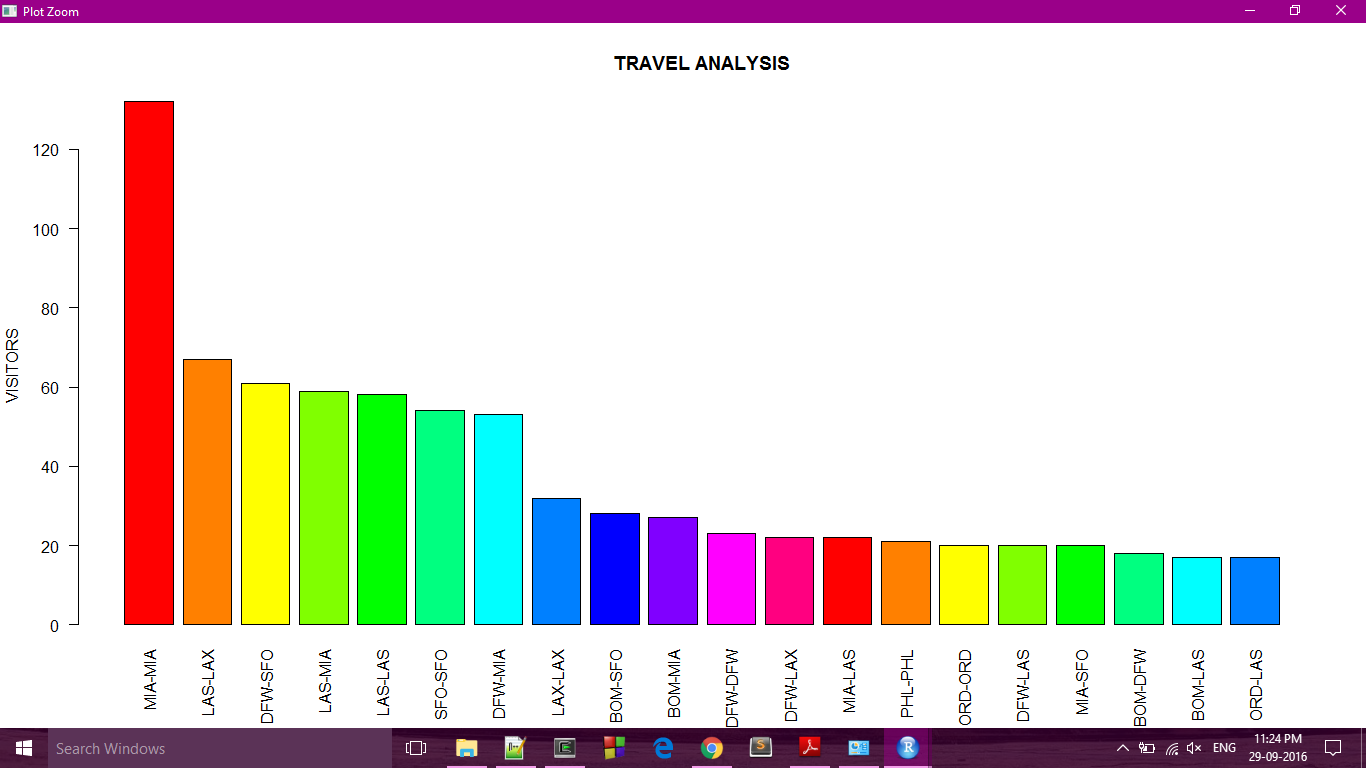 Plot Zoom
TRAVEL ANALYSIS
VISITORS
120
100
80
60
40
20
0
MIA-MIA
LAS-LAX
DFW-SFO
LAS-MIA
LAS-LAS
SFO-SFO
DFW-MIA
LAX-LAX
BOM-SFO
BOM-MIA
DFW-DFW
DFW-LAX
MIA-LAS
PHL-PHL
ORD-ORD
DFW-LAS
MIA-SFO
BOM-DFW
BOM-LAS
ORD-LAS
Search Windows
ENG
11:24 PM
29-09-2016